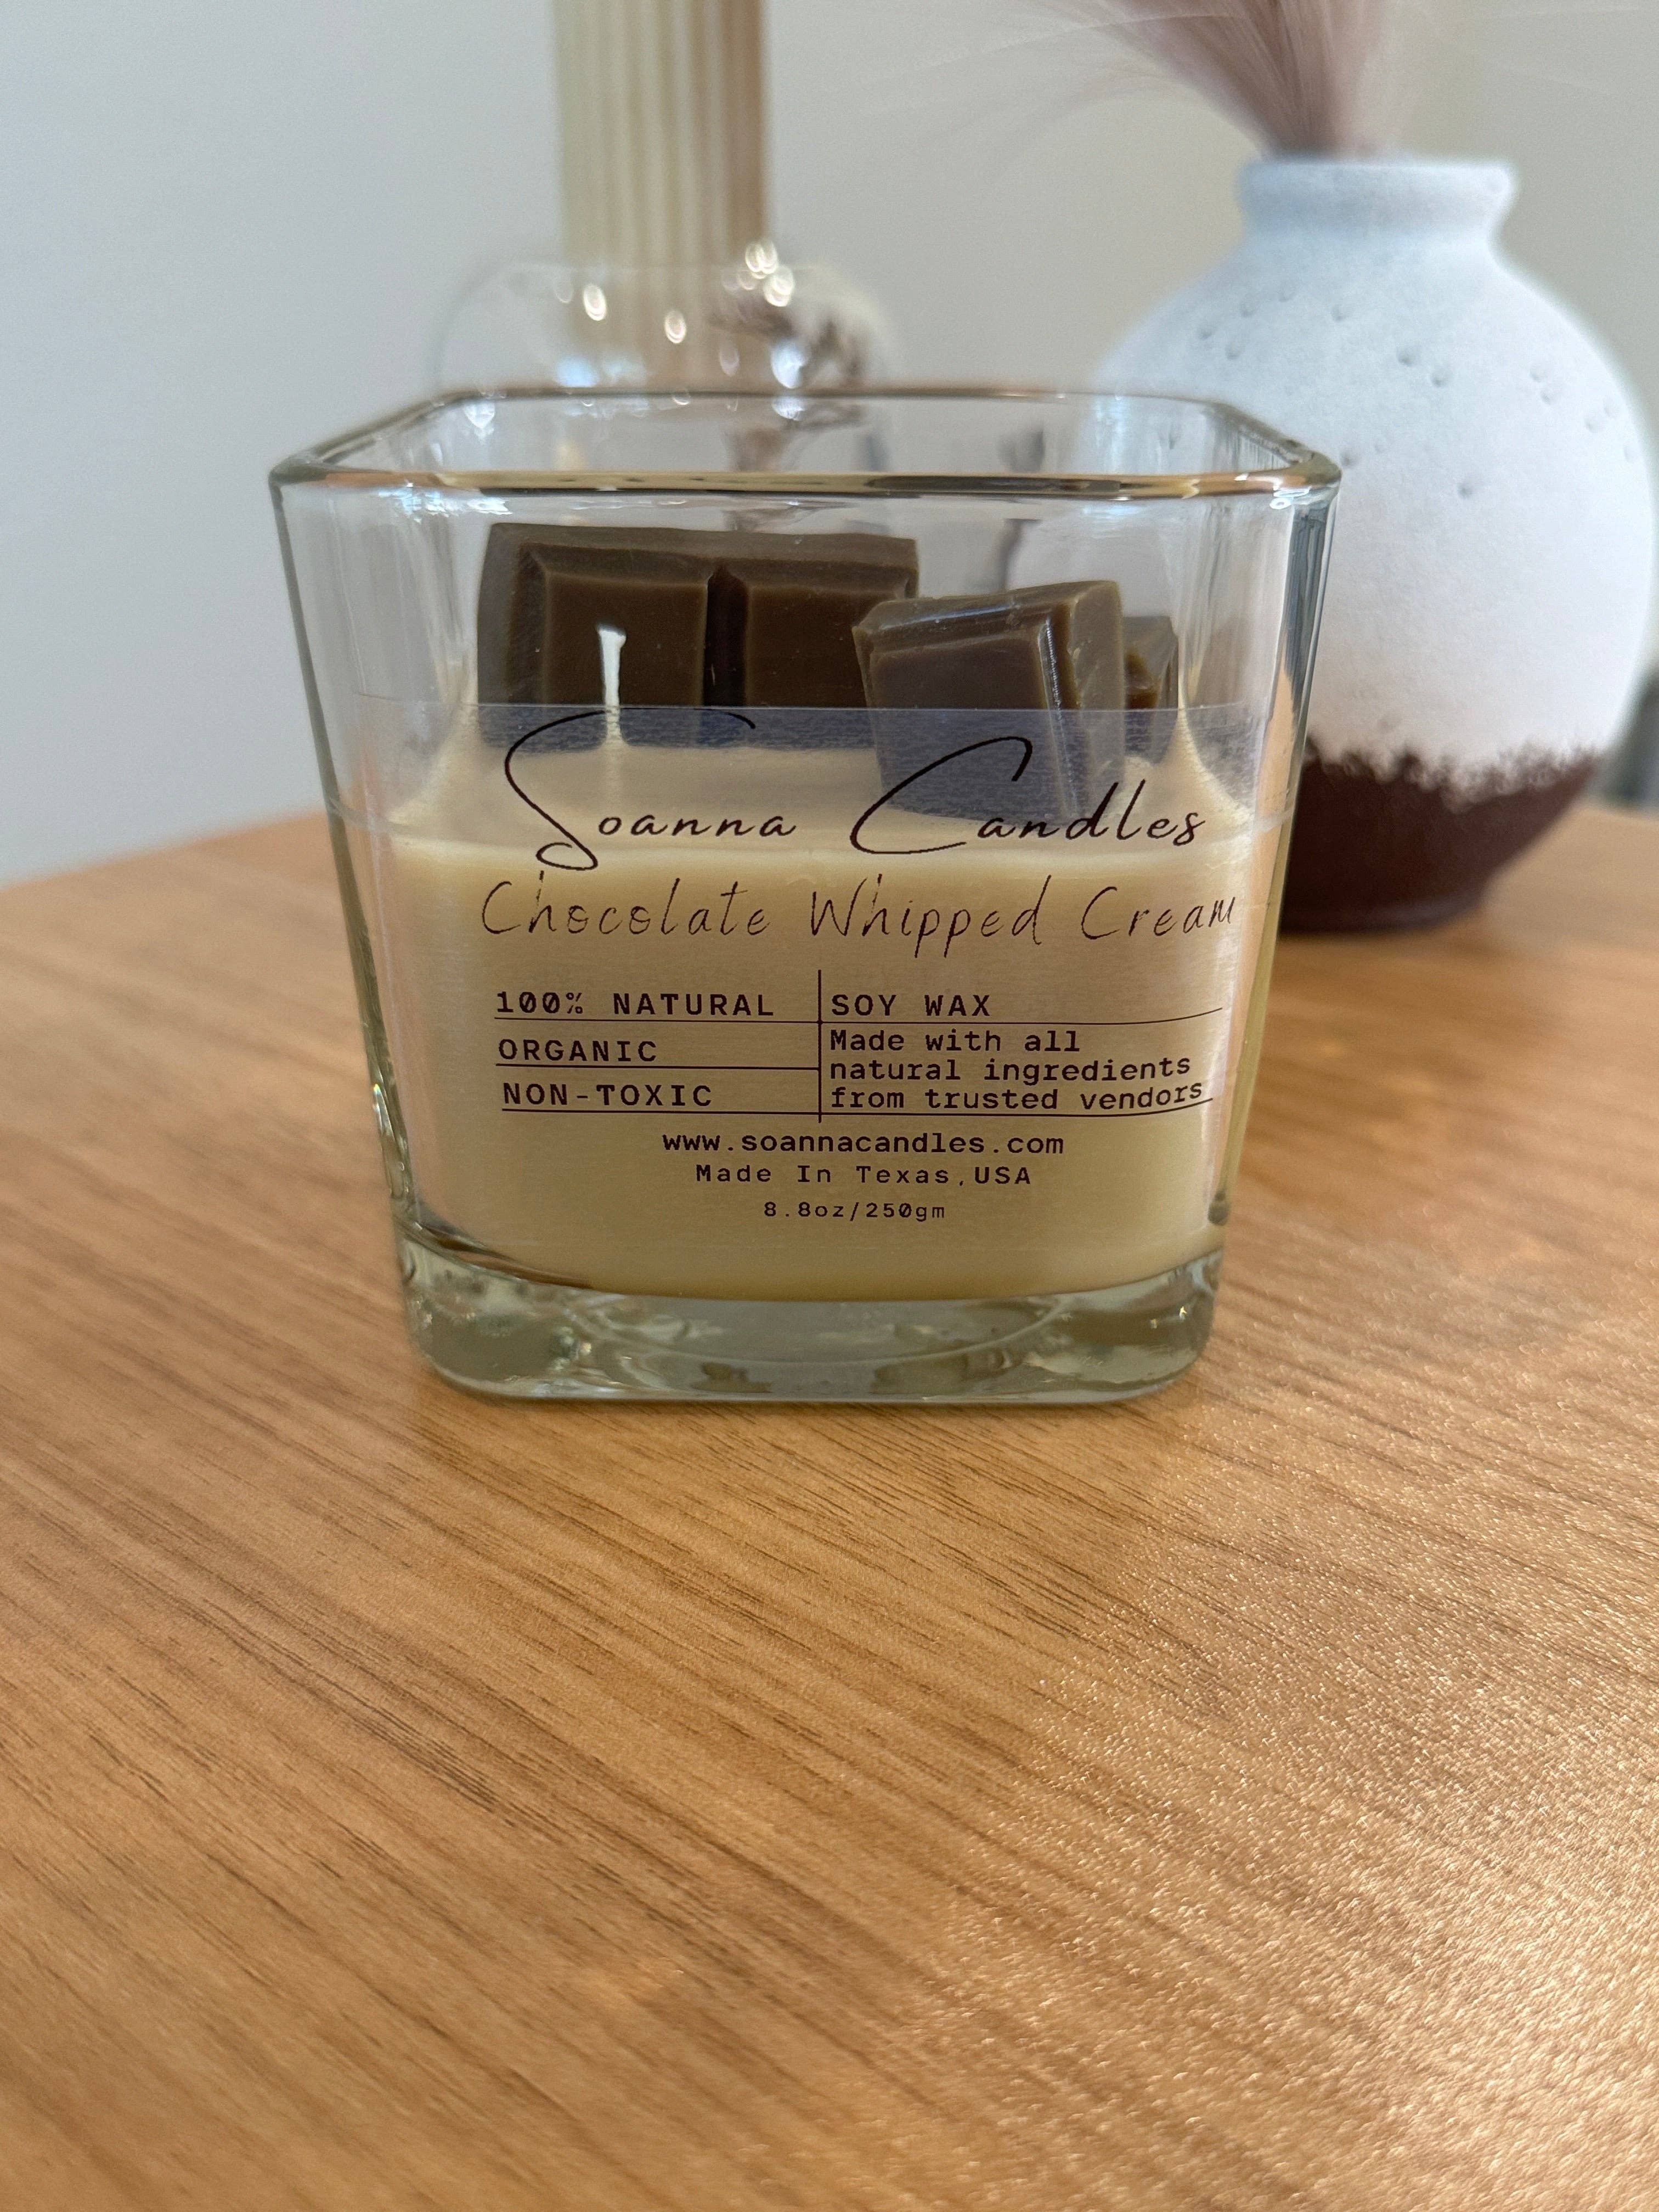 Soanna Candles
Chocolate Whipped Cream
100% NATURAL
ORGANIC
NON-TOXIC
SOY WAX
Made with all
natural ingredients
from trusted vendors
www.soannacandles.com
Made In Texas,USA
8.8oz/250gm